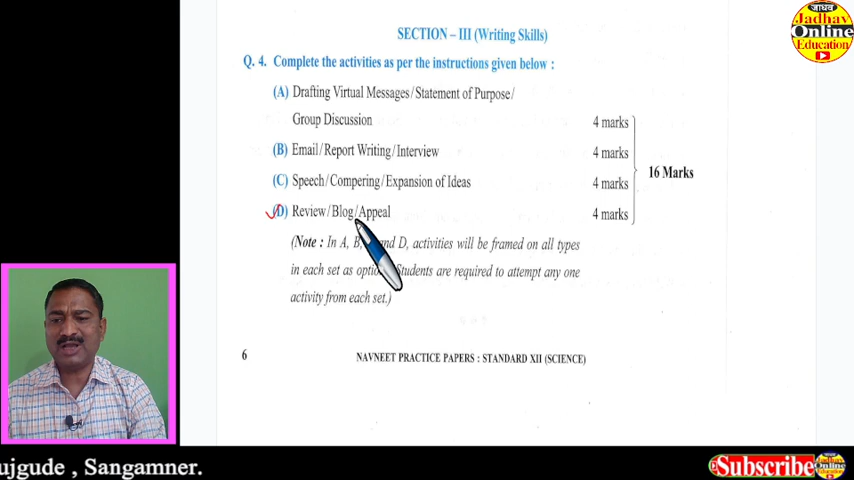 SECTION – III (Writing Skills)
जाधव
Jadhav
Online
Education
Q. 4. Complete the activities as per the instructions given below :
(A) Drafting Virtual Messages/Statement of Purpose/
Group Discussion 4 marks
(B) Email/Report Writing/Interview 4 marks
(C) Speech/Compering/Expansion of Ideas 4 marks
16 Marks
(D) Review/Blog/Appeal 4 marks
(Note : In A, B, and D, activities will be framed on all types
in each set as Students are required to attempt any one
activity from each set.)
6 NAVNEET PRACTICE PAPERS : STANDARD XII (SCIENCE)
ujgude , Sangamner.
Subscribe
Jadhav
Online
Education